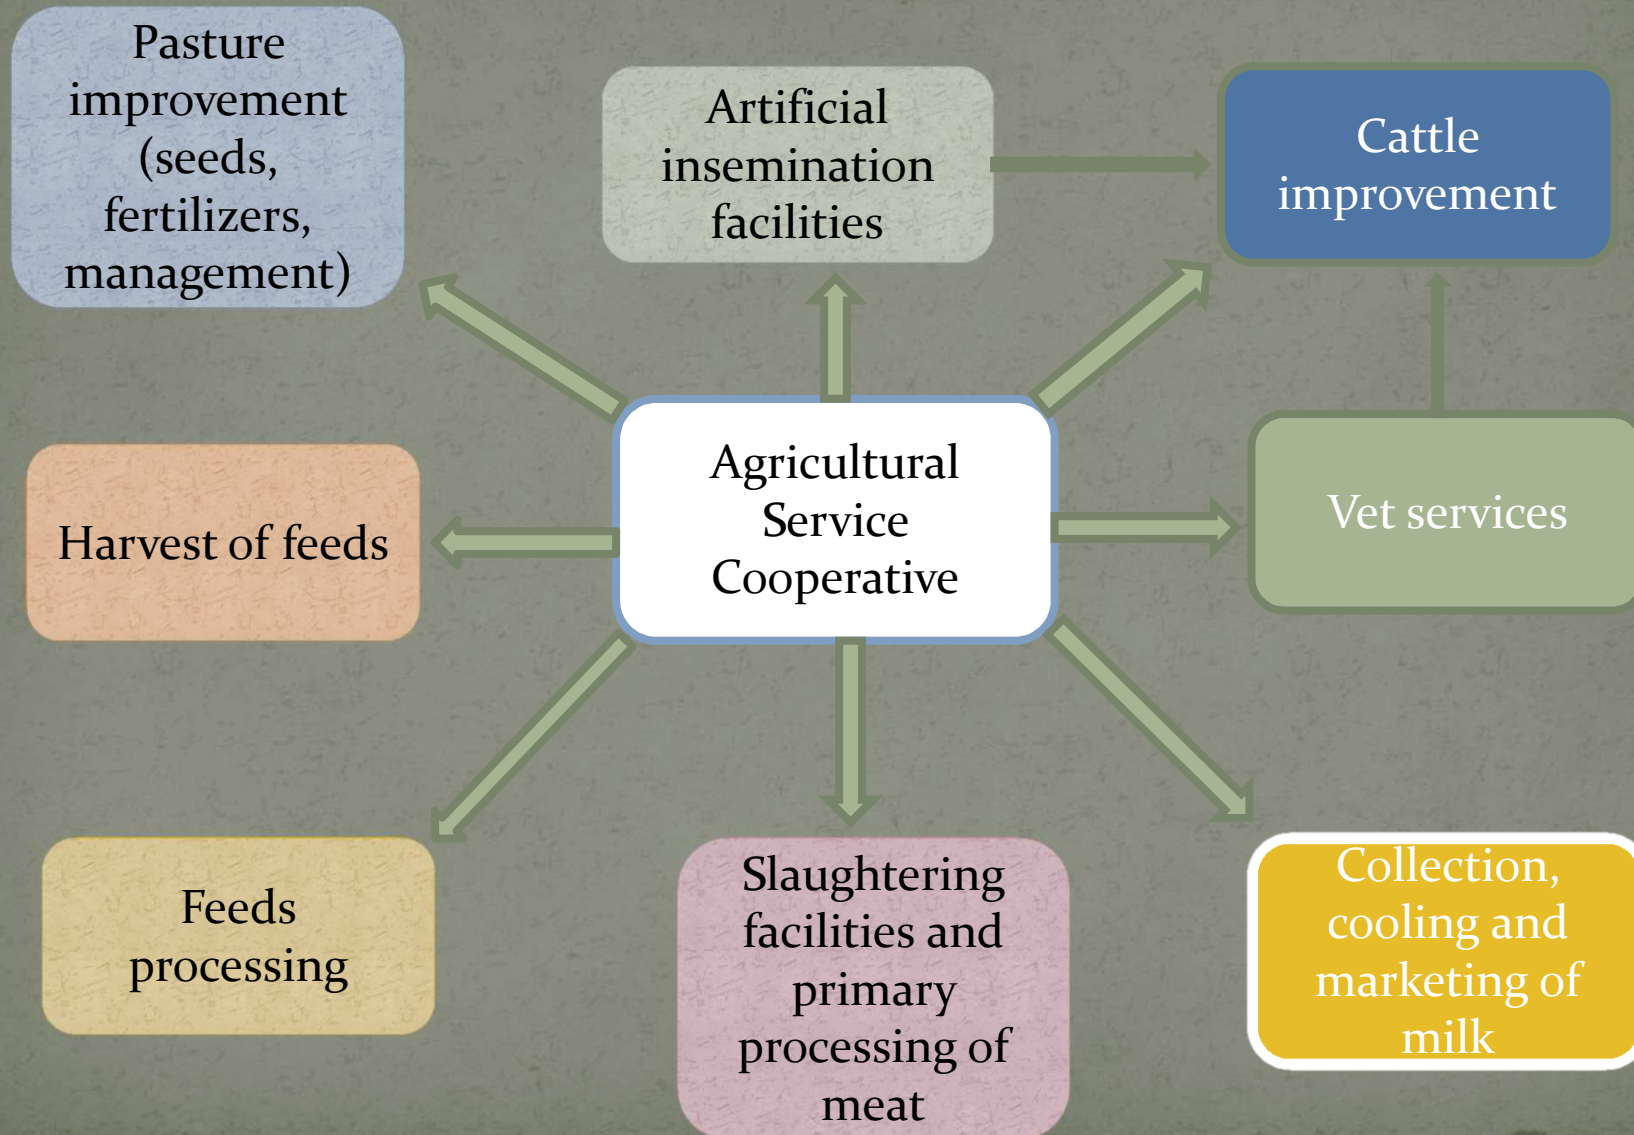 Pasture
improvement
(seeds,
fertilizers,
management)
Artificial
insemination
facilities
Cattle
improvement
Harvest of feeds
Agricultural
Service
Cooperative
Vet services
Feeds
processing
Slaughtering
facilities and
primary
processing of
meat
Collection,
cooling and
marketing of
milk